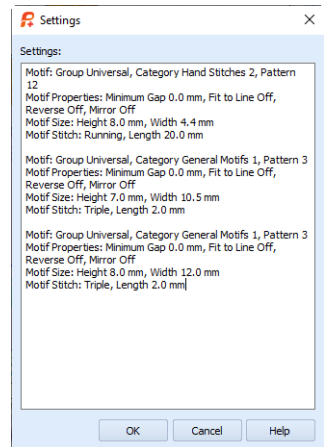 Settings
Settings:
Motif: Group Universal, Category Hand Stitches 2, Pattern
12
Motif Properties: Minimum Gap 0.0 mm, Fit to Line Off,
Reverse Off, Mirror Off
Motif Size: Height 8.0 mm, Width 4.4 mm
Motif Stitch: Running, Length 20.0 mm
Motif: Group Universal, Category General Motifs 1, Pattern 3
Motif Properties: Minimum Gap 0.0 mm, Fit to Line Off,
Reverse Off, Mirror Off
Motif Size: Height 7.0 mm, Width 10.5 mm
Motif Stitch: Triple, Length 2.0 mm
Motif: Group Universal, Category General Motifs 1, Pattern 3
Motif Properties: Minimum Gap 0.0 mm, Fit to Line Off,
Reverse Off, Mirror Off
Motif Size: Height 8.0 mm, Width 12.0 mm
Motif Stitch: Triple, Length 2.0 mm
OK Cancel Help